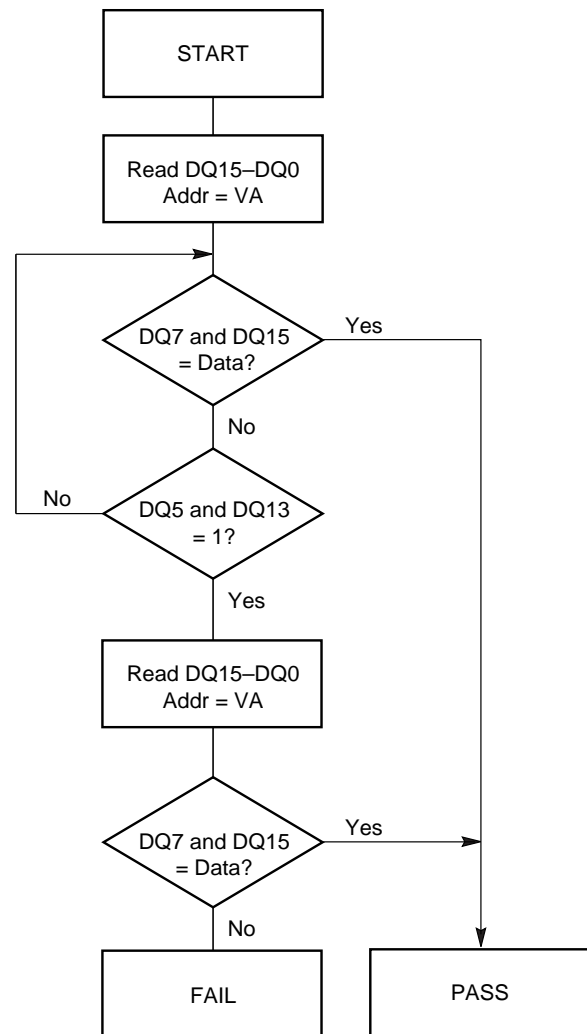 START
Read DQ15–DQ0
Addr = VA
DQ7 and DQ15
= Data?
Yes
No
No
DQ5 and DQ13
= 1?
Yes
Read DQ15–DQ0
Addr = VA
DQ7 and DQ15
= Data?
Yes
No
FAIL
PASS